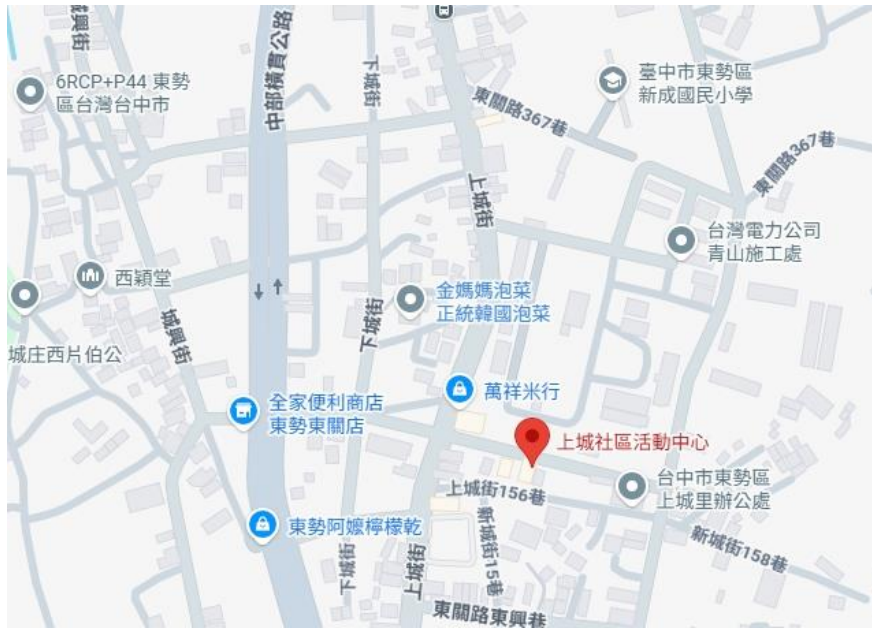 城興街
中部橫貫公路
下城街
6RCP+P44 東勢
區台灣台中市
臺中市東勢區
新成國民小學
東關路367巷
東關路367巷
上城街
台灣電力公司
青山施工處
西穎堂
金媽媽泡菜
正統韓國泡菜
城興街
下城街
城庄西片伯公
萬祥米行
全家便利商店
東勢東關店
上城社區活動中心
台中市東勢區
上城里辦公處
上城街156巷
東勢阿嬤檸檬乾
新城街15巷
新城街158巷
下城街
上城街
東關路東興巷